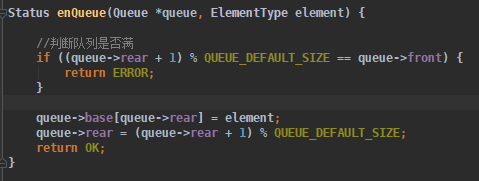 Status enQueue(Queue *queue, ElementType element) {
//判断队列是否满
if ((queue->rear + 1) % QUEUE_DEFAULT_SIZE == queue->front) {
return ERROR;
}
queue->base[queue->rear] = element;
queue->rear = (queue->rear + 1) % QUEUE_DEFAULT_SIZE;
return OK;
}